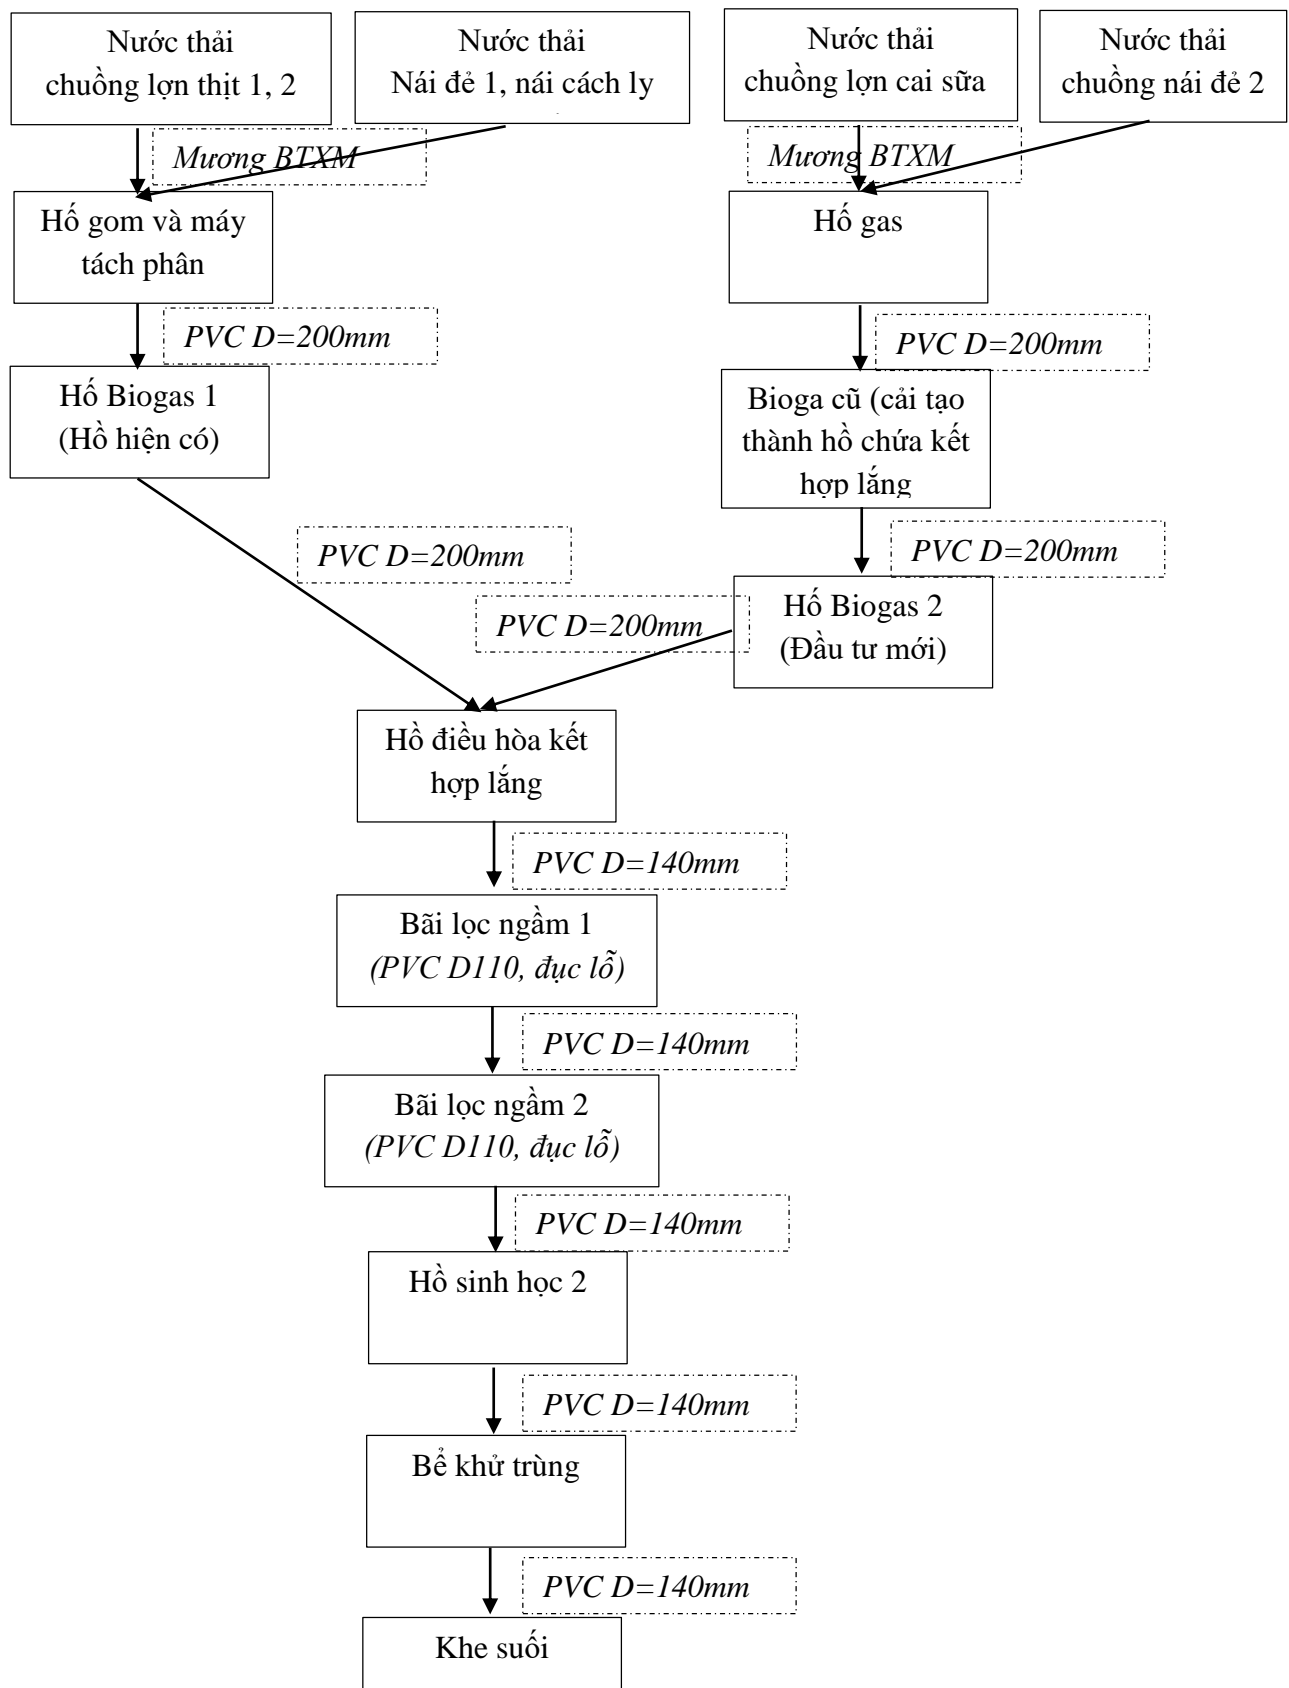 Nước thải
chuồng lợn thịt 1, 2
Nước thải
Nái đẻ 1, nái cách ly
Nước thải
chuồng lợn cai sữa
Nước thải
chuồng nái đẻ 2
Mương BTXM
Mương BTXM
Hố gom và máy
tách phân
Hố gas
PVC D=200mm
PVC D=200mm
Hố Biogas 1
(Hồ hiện có)
Bioga cũ (cải tạo
thành hồ chứa kết
hợp lắng
PVC D=200mm
PVC D=200mm
Hố Biogas 2
(Đầu tư mới)
PVC D=200mm
Hồ điều hòa kết
hợp lắng
PVC D=140mm
Bãi lọc ngầm 1
(PVC D110, đục lỗ)
PVC D=140mm
Bãi lọc ngầm 2
(PVC D110, đục lỗ)
PVC D=140mm
Hồ sinh học 2
PVC D=140mm
Bể khử trùng
PVC D=140mm
Khe suối